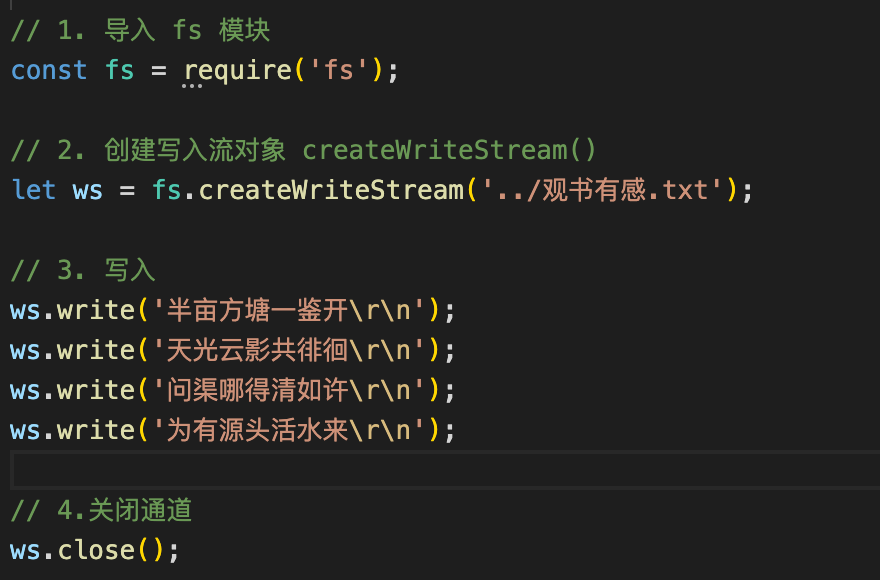 // 1. 导入 fs 模块
const fs = require('fs');
// 2. 创建写入流对象 createWriteStream()
let ws = fs.createWriteStream('../观书有感.txt');
// 3. 写入
ws.write('半亩方塘一鉴开\r\n');
ws.write('天光云影共徘徊\r\n');
ws.write('问渠哪得清如许\r\n');
ws.write('为有源头活水来\r\n');
// 4.关闭通道
ws.close();